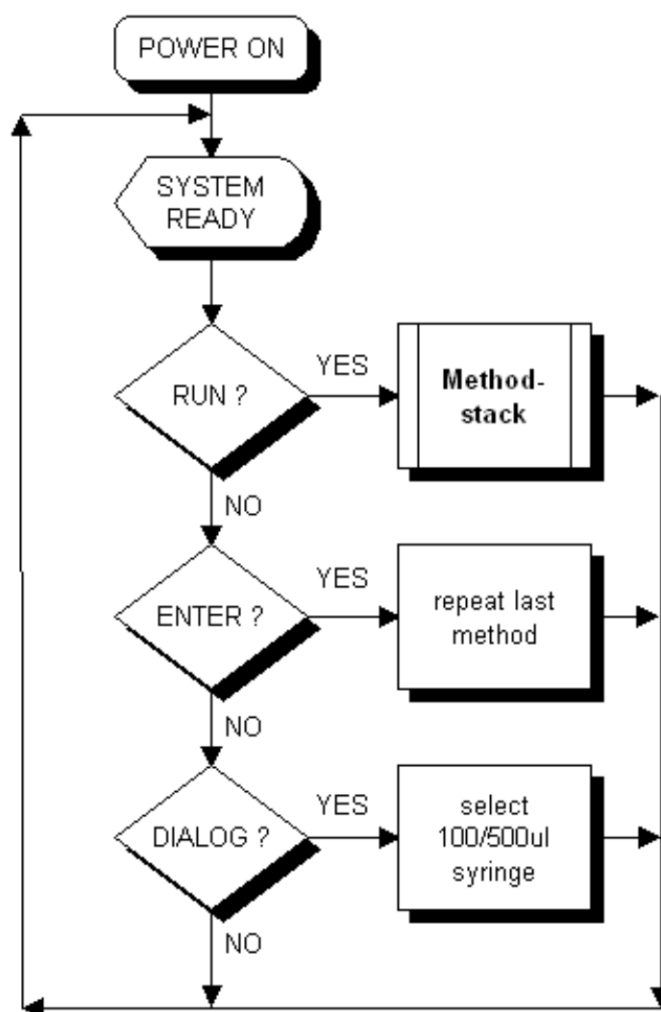 POWER ON
SYSTEM
READY
RUN ?
YES
Method-
stack
NO
ENTER ?
YES
repeat last
method
NO
DIALOG ?
YES
select
100/500ul
syringe
NO